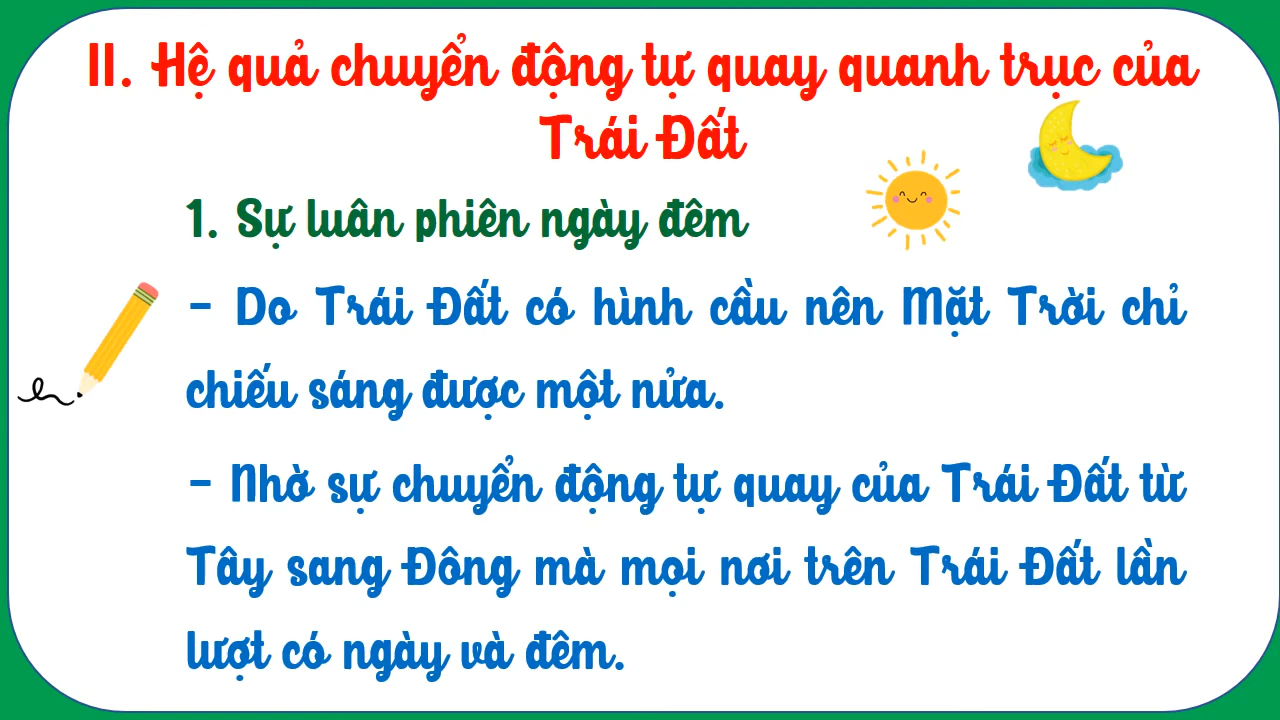 II. Hệ quả chuyển động tự quay quanh trục của
Trái Đất
1. Sự luân phiên ngày đêm
- Do Trái Đất có hình cầu nên Mặt Trời chỉ
chiếu sáng được một nửa.
- Nhờ sự chuyển động tự quay của Trái Đất từ
Tây sang Đông mà mọi nơi trên Trái Đất lần
lượt có ngày và đêm.